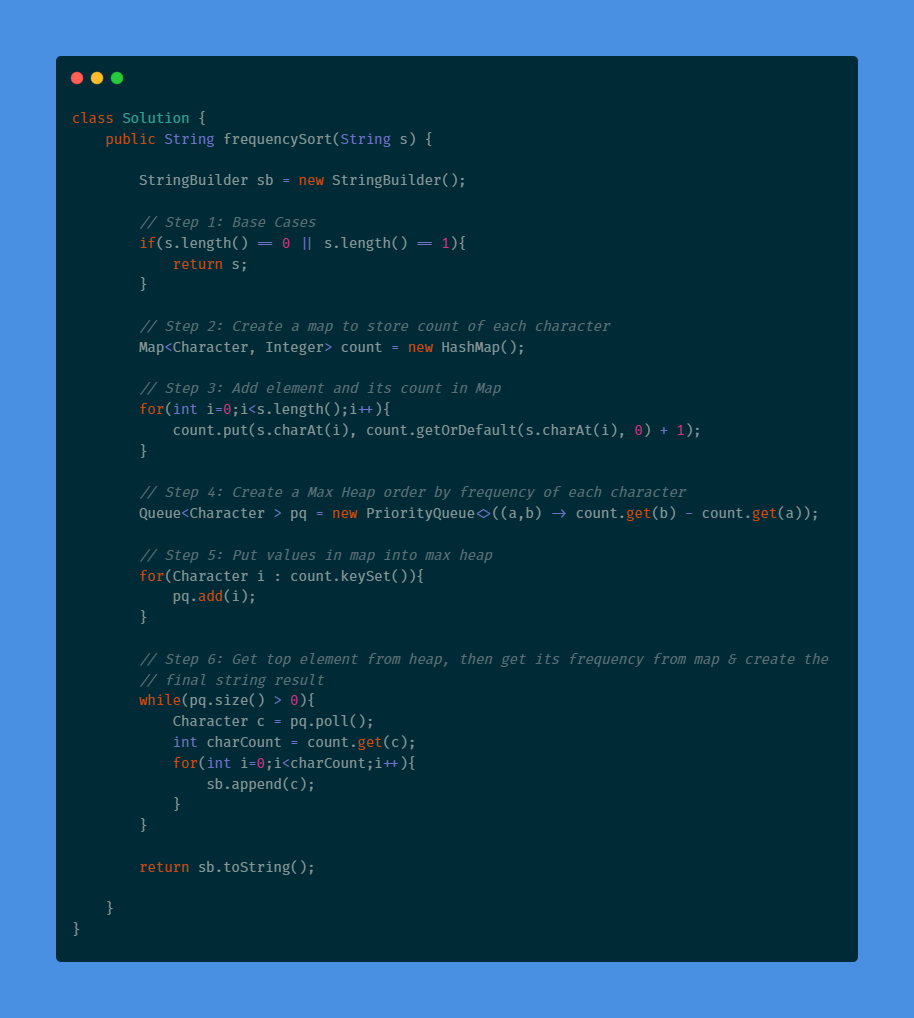 class Solution {
    public String frequencySort(String s) {

        StringBuilder sb = new StringBuilder();

        // Step 1: Base Cases
        if(s.length() == 0 || s.length() == 1){
            return s;
        }

        // Step 2: Create a map to store count of each character
        Map<Character, Integer> count = new HashMap();

        // Step 3: Add element and its count in Map
        for(int i=0;i<s.length();i++){
            count.put(s.charAt(i), count.getOrDefault(s.charAt(i), 0) + 1);
        }

        // Step 4: Create a Max Heap order by frequency of each character
        Queue<Character > pq = new PriorityQueue<>((a,b) -> count.get(b) - count.get(a));

        // Step 5: Put values in map into max heap
        for(Character i : count.keySet()){
            pq.add(i);
        }

        // Step 6: Get top element from heap, then get its frequency from map & create the
        // final string result
        while(pq.size() > 0){
            Character c = pq.poll();
            int charCount = count.get(c);
            for(int i=0;i<charCount;i++){
                sb.append(c);
            }
        }

        return sb.toString();

    }
}